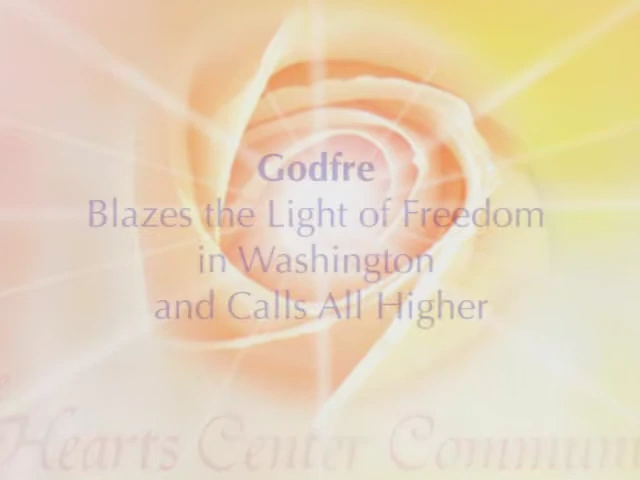 Godfre
Blazes the Light of Freedom
in Washington
and Calls All Higher
Hearts Center Commun